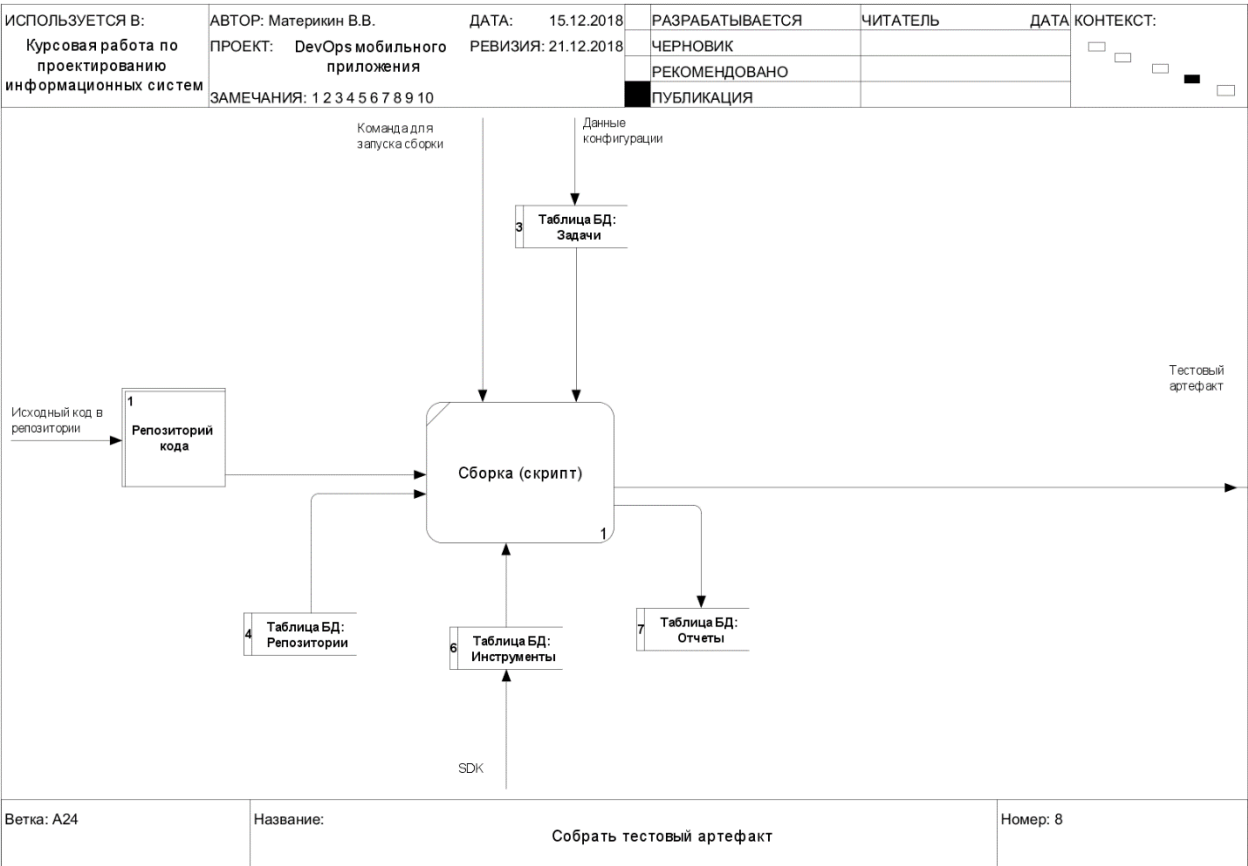 ИСПОЛЬЗУЕТСЯ В:
Курсовая работа по
проектированию
информационных систем
АВТОР: Материкин В.В.
ДАТА: 15.12.2018
ПРОЕКТ: DevOps мобильного
приложения
РЕВИЗИЯ: 21.12.2018
ЗАМЕЧАНИЯ: 1 2 3 4 5 6 7 8 9 10
РАЗРАБАТЫВАЕТСЯ
ЧЕРНОВИК
РЕКОМЕНДОВАНО
ПУБЛИКАЦИЯ
ЧИТАТЕЛЬ
ДАТА
КОНТЕКСТ:
Команда для
запуска сборки
Данные
конфигурации
3
Таблица БД:
Задачи
Тестовый
артефакт
Исходный код в
репозитории
1
Репозиторий
кода
Сборка (скрипт)
1
4
Таблица БД:
Репозитории
6
Таблица БД:
Инструменты
7
Таблица БД:
Отчеты
SDK
Ветка: A24
Название:
Собрать тестовый артефакт
Номер: 8